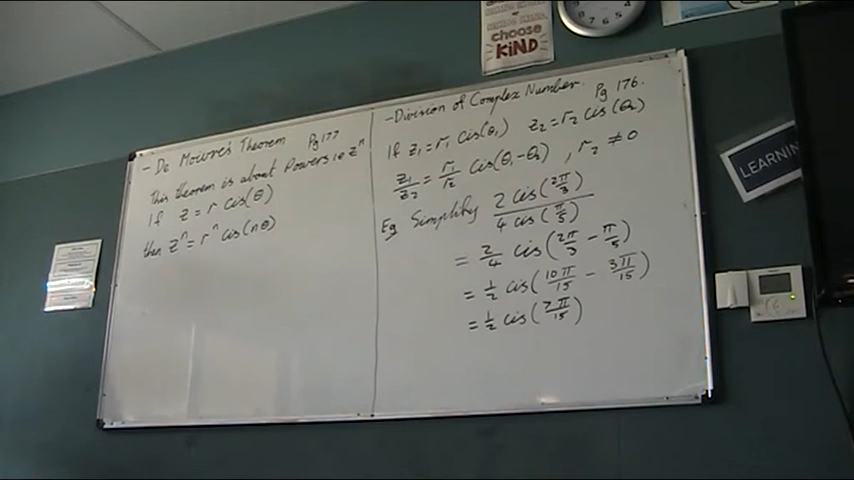 choose
KiND
LEARNIN
- De Moivre's Theorem Pg 177
This theorem is about Powers ie zⁿ
If z = r cis(θ)
then zⁿ = rⁿ cis(nθ)
- Division of Complex Number. Pg 176.
If z₁ = r₁ cis(θ₁) z₂ = r₂ cis(θ₂)
z₁/z₂ = r₁/r₂ cis(θ₁-θ₂) , r₂ ≠ 0
Eg Simplify 2 cis(2π/3) / 4 cis(π/5)
= 2/4 cis(2π/3 - π/5)
= 1/2 cis(10π/15 - 3π/15)
= 1/2 cis(7π/15)